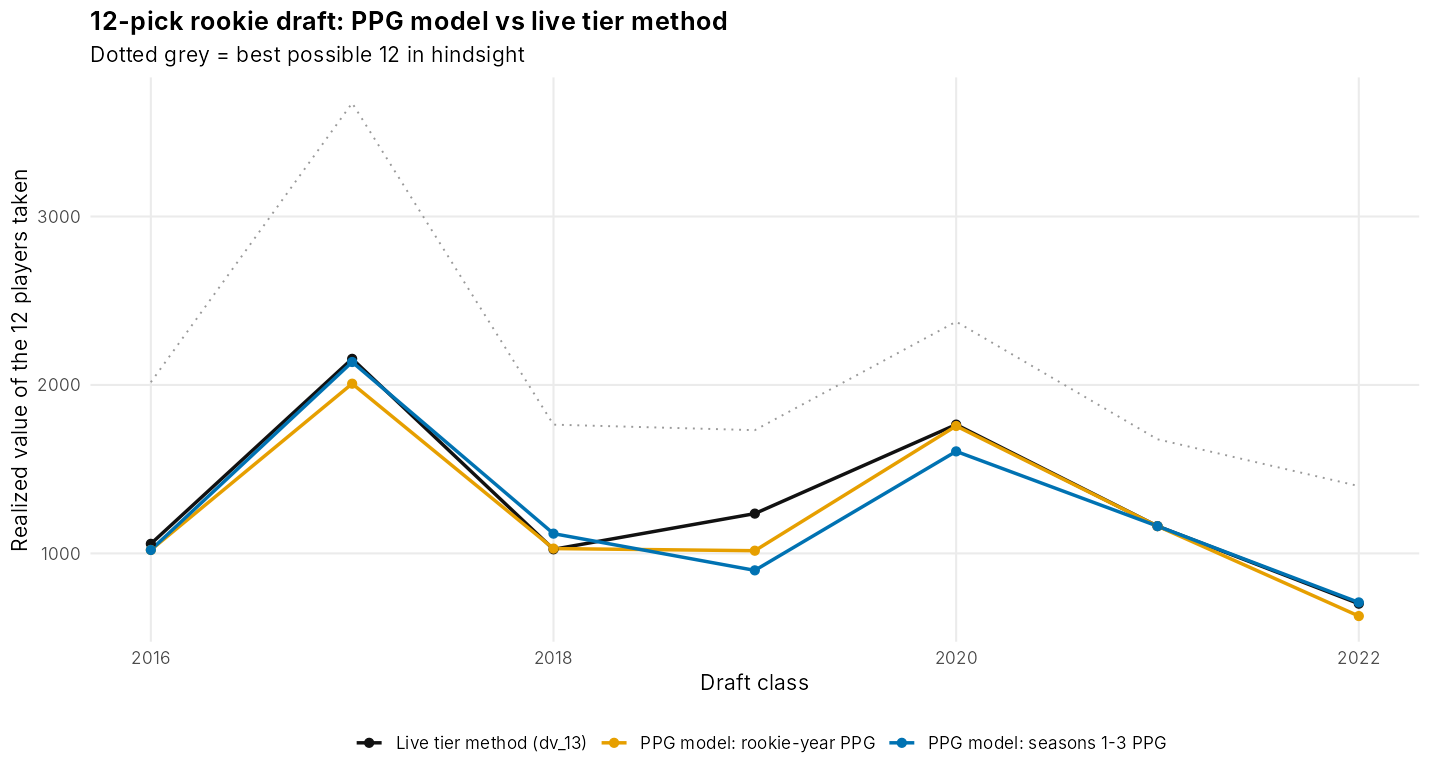 12-pick rookie draft: PPG model vs live tier method
Dotted grey = best possible 12 in hindsight
Realized value of the 12 players taken
3000
2000
1000
2016
2018
2020
2022
Draft class
Live tier method (dv_13)
PPG model: rookie-year PPG
PPG model: seasons 1-3 PPG